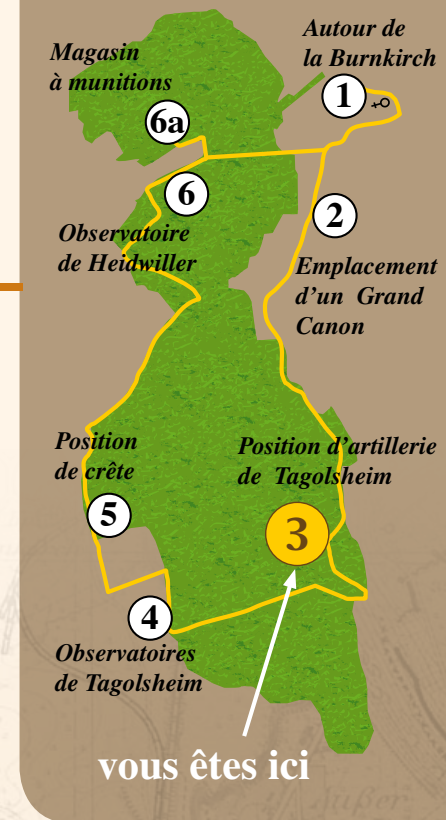 Magasin
à munitions
6a
Autour de
la Burnkirch
1
6
Observatoire
de Heidwiller
2
Emplacement
d'un Grand
Canon
Position
de crête
5
Position d'artillerie
de Tagolsheim
3
4
Observatoires
de Tagolsheim
vous êtes ici